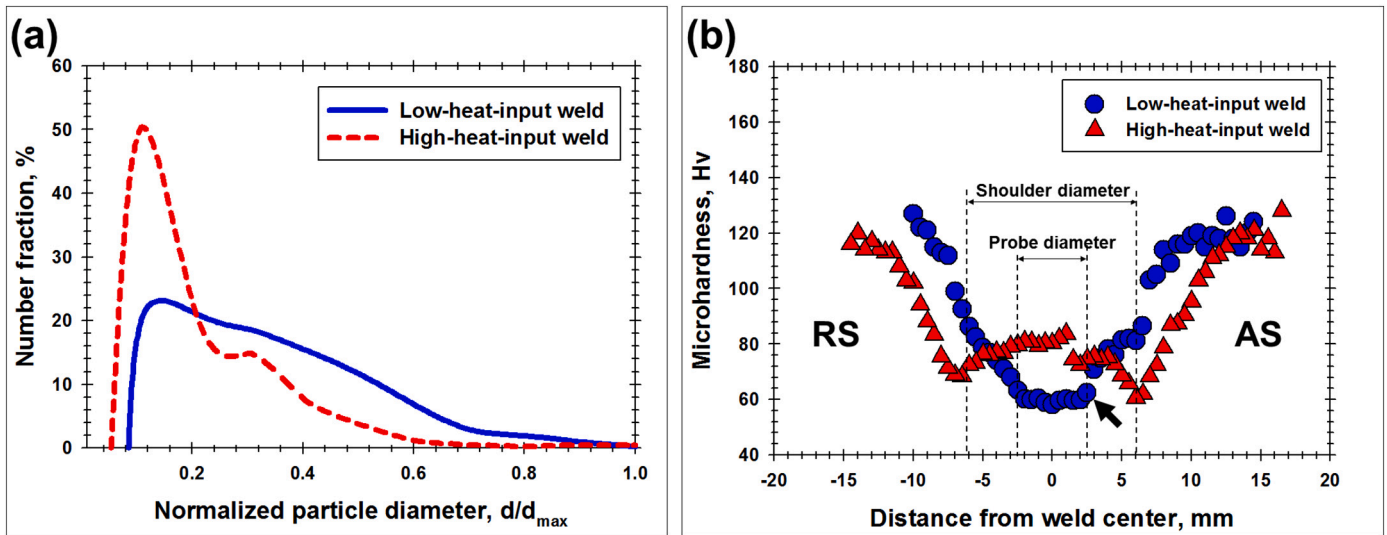 (a)
60
50
40
30
20
10
0
Number fraction, %
Low-heat-input weld
High-heat-input weld
0.2
0.4
0.6
0.8
1.0
Normalized particle diameter, d/dmax
(b)
180
160
140
120
100
80
60
40
Microhardness, Hv
Low-heat-input weld
High-heat-input weld
Shoulder diameter
Probe diameter
RS
AS
-20
-15
-10
-5
0
5
10
15
20
Distance from weld center, mm